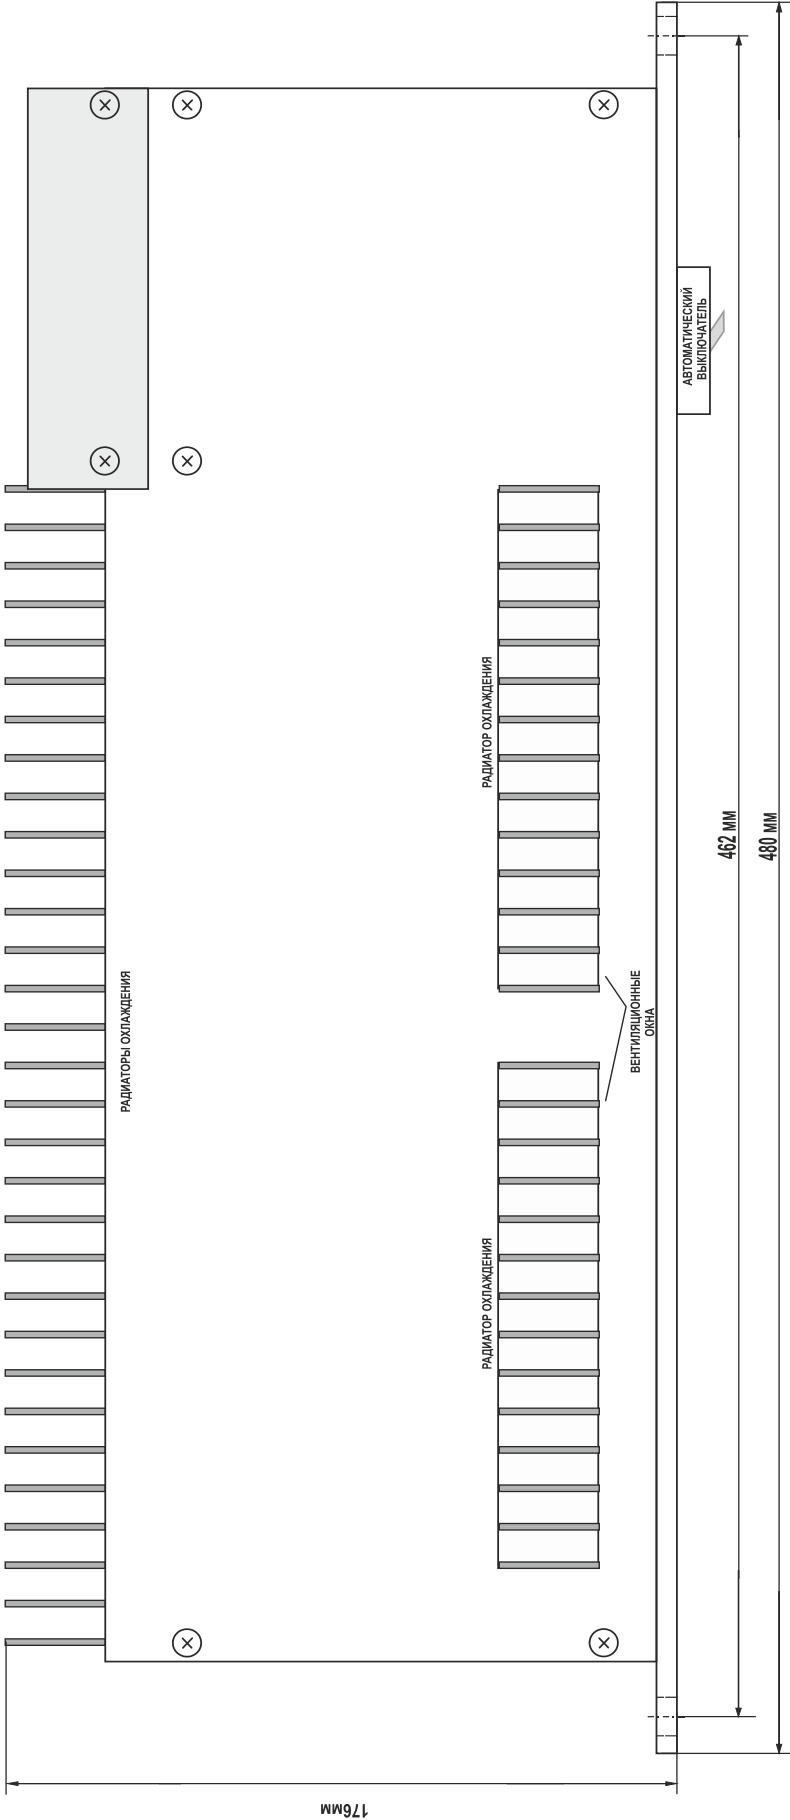 АВТОМАТИЧЕСКИЙ
ВЫКЛЮЧАТЕЛЬ
РАДИАТОР ОХЛАЖДЕНИЯ
462 мм
480 мм
РАДИАТОРЫ ОХЛАЖДЕНИЯ
ВЕНТИЛЯЦИОННЫЕ
ОКНА
РАДИАТОР ОХЛАЖДЕНИЯ
176мм